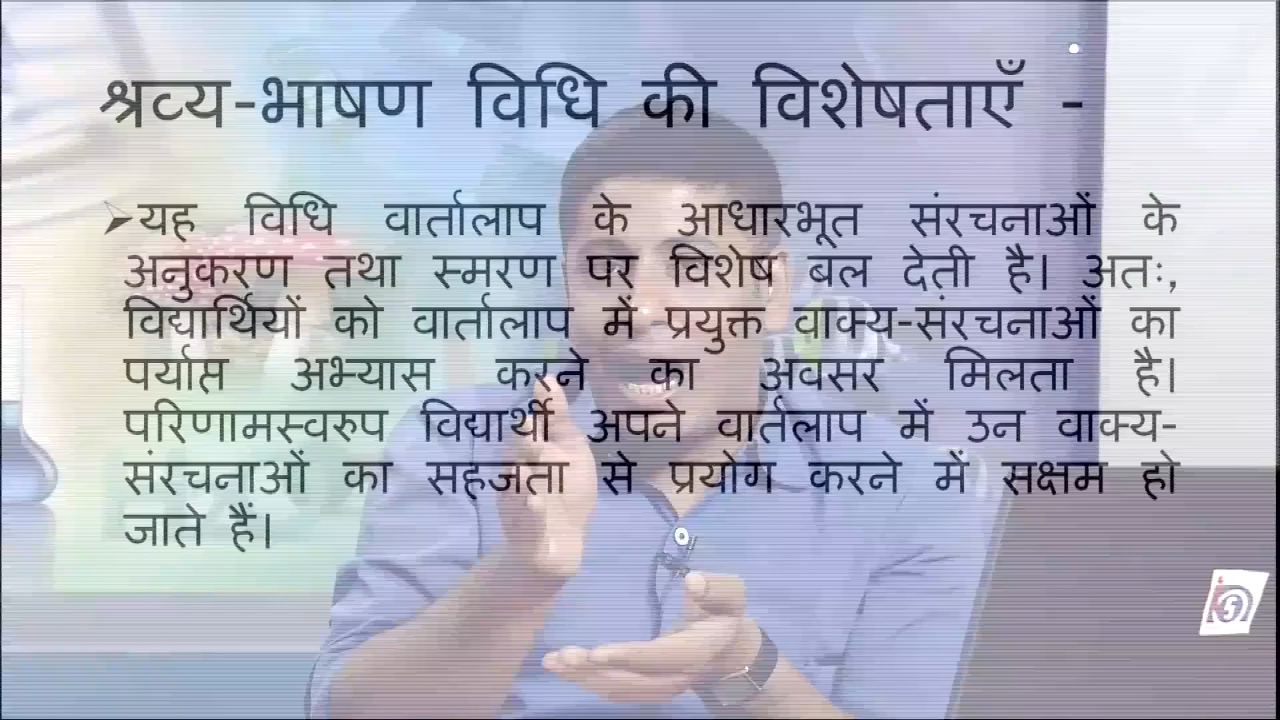 श्रव्य-भाषण विधि की विशेषताएँ -
➢यह विधि वार्तालाप के आधारभूत संरचनाओं के
अनुकरण तथा स्मरण पर विशेष बल देती है। अतः,
विद्यार्थियों को वार्तालाप में प्रयुक्त वाक्य-संरचनाओं का
पर्याप्त अभ्यास करने का अवसर मिलता है।
परिणामस्वरुप विद्यार्थी अपने वार्तलाप में उन वाक्य-
संरचनाओं का सहजता से प्रयोग करने में सक्षम हो
जाते हैं।